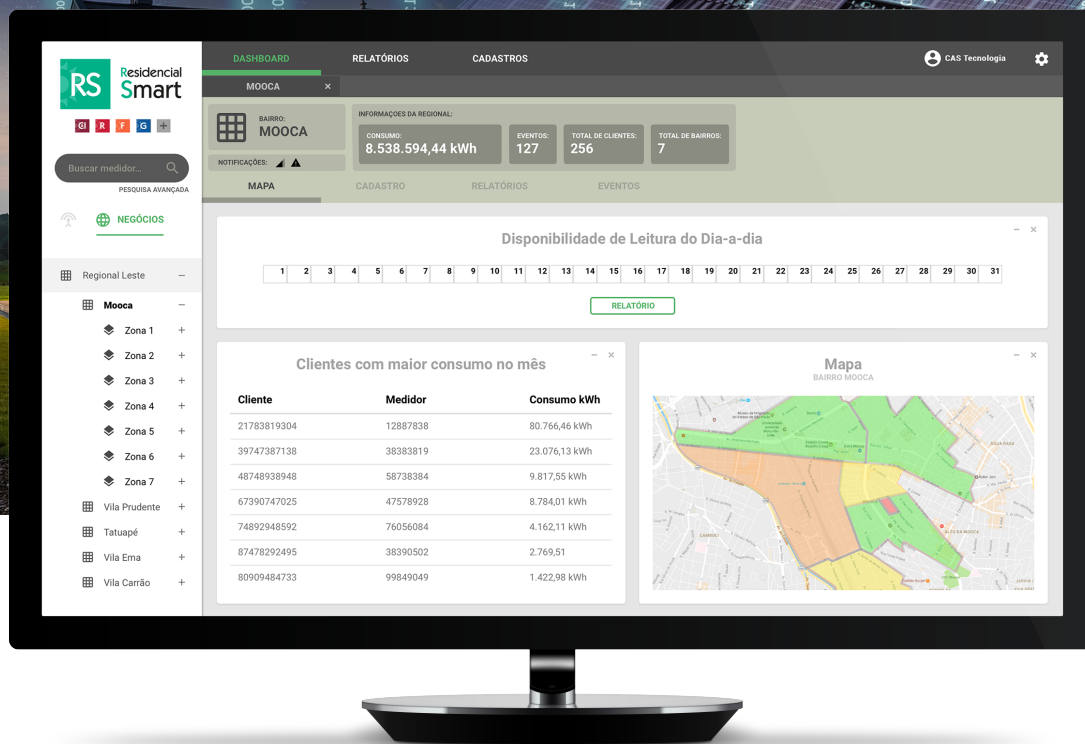 RS Residencial Smart
CI R F G +
Buscar medidor...
PESQUISA AVANÇADA
NEGÓCIOS
Regional Leste −
Mooca −
Zona 1 +
Zona 2 +
Zona 3 +
Zona 4 +
Zona 5 +
Zona 6 +
Zona 7 +
Vila Prudente +
Tatuapé +
Vila Ema +
Vila Carrão +
DASHBOARD RELATÓRIOS CADASTROS CAS Tecnologia
MOOCA ×
BAIRRO:
MOOCA
NOTIFICAÇÕES:
INFORMAÇOES DA REGIONAL:
CONSUMO:
8.538.594,44 kWh
EVENTOS:
127
TOTAL DE CLIENTES:
256
TOTAL DE BAIRROS:
7
MAPA CADASTRO RELATÓRIOS EVENTOS
− ×
Disponibilidade de Leitura do Dia-a-dia
1 2 3 4 5 6 7 8 9 10 11 12 13 14 15 16 17 18 19 20 21 22 23 24 25 26 27 28 29 30 31
RELATÓRIO
− ×
Clientes com maior consumo no mês
Cliente Medidor Consumo kWh
21783819304 12887838 80.766,46 kWh
39747387138 38383819 23.076,13 kWh
48748938948 58738384 9.817,55 kWh
67390747025 47578928 8.784,01 kWh
74892948592 76056084 4.162,11 kWh
87478292495 38390502 2.769,51
80909484733 99849049 1.422,98 kWh
− ×
Mapa
BAIRRO MOOCA
ÁGUA RASA
CAMBUCI
ALTO DA MOOCA